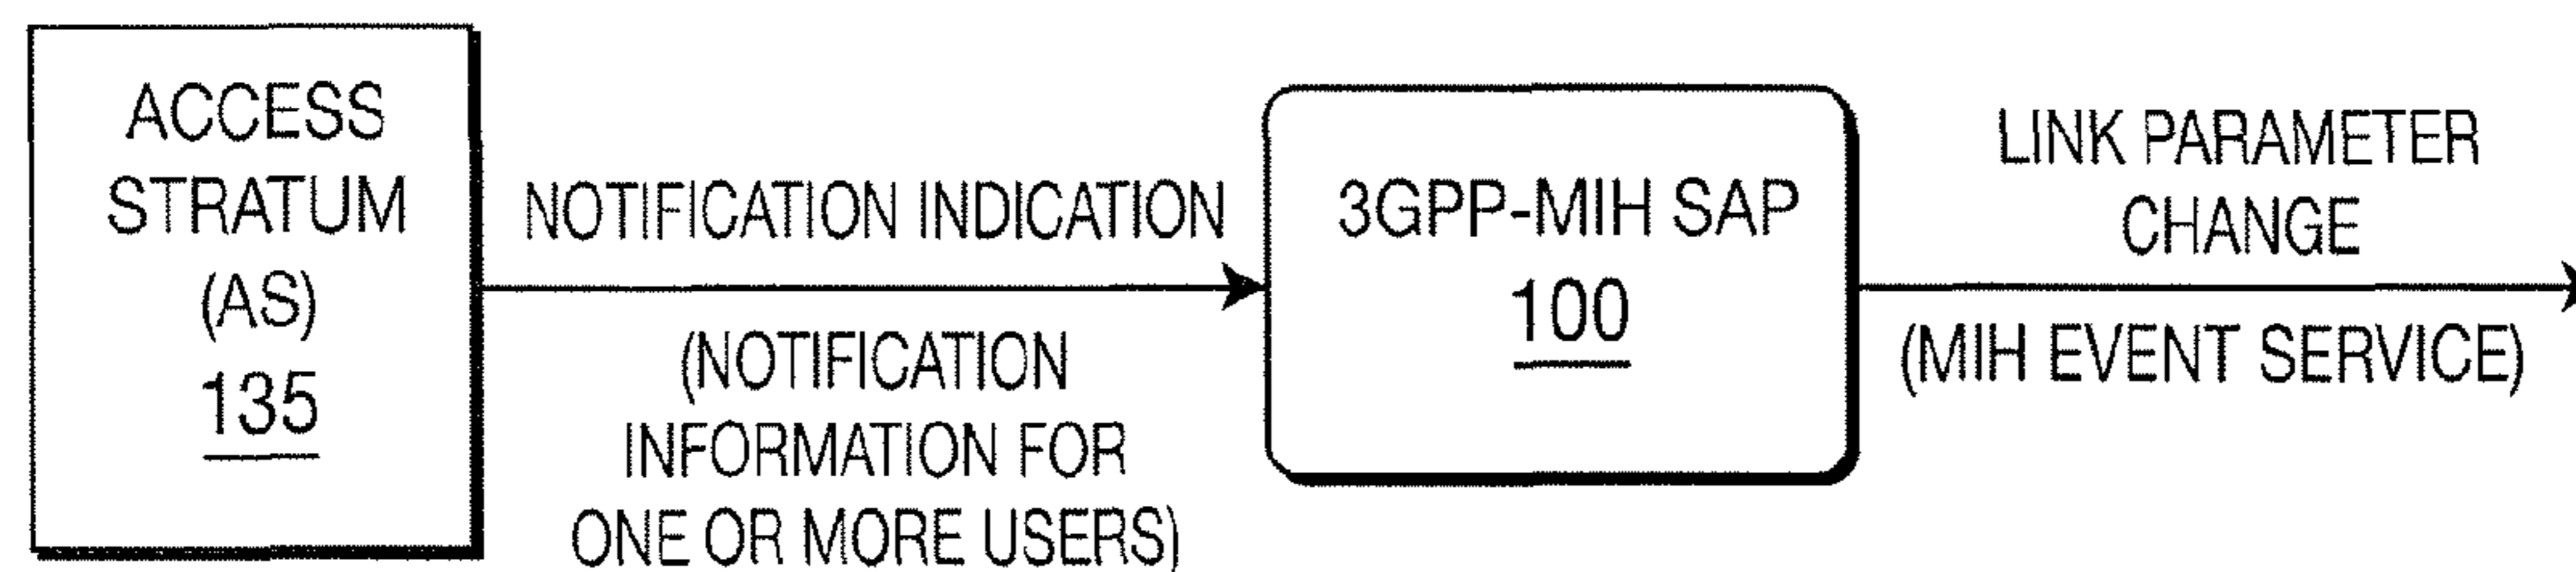 ACCESS
STRATUM
(AS)
135
NOTIFICATION INDICATION
(NOTIFICATION
INFORMATION FOR
ONE OR MORE USERS)
3GPP-MIH SAP
100
LINK PARAMETER
CHANGE
(MIH EVENT SERVICE)